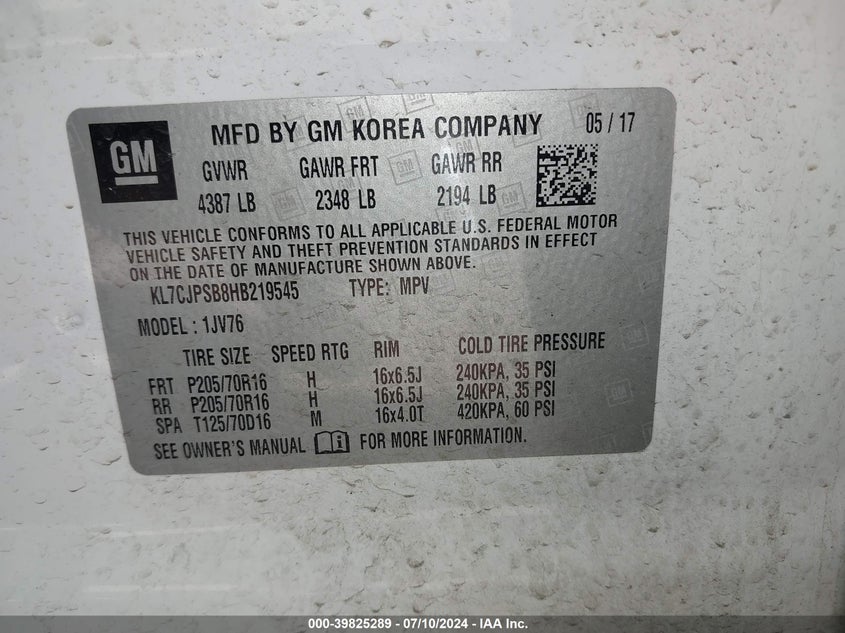 GM
MFD BY GM KOREA COMPANY 05 / 17
GVWR GAWR FRT GAWR RR
4387 LB 2348 LB 2194 LB
THIS VEHICLE CONFORMS TO ALL APPLICABLE U.S. FEDERAL MOTOR
VEHICLE SAFETY AND THEFT PREVENTION STANDARDS IN EFFECT
ON THE DATE OF MANUFACTURE SHOWN ABOVE.
KL7CJPSB8HB219545 TYPE: MPV
MODEL : 1JV76
TIRE SIZE SPEED RTG RIM COLD TIRE PRESSURE
FRT P205/70R16 H 16x6.5J 240KPA, 35 PSI
RR P205/70R16 H 16x6.5J 240KPA, 35 PSI
SPA T125/70D16 M 16x4.0T 420KPA, 60 PSI
SEE OWNER'S MANUAL i FOR MORE INFORMATION.
000-39825289 - 07/10/2024 - IAA Inc.